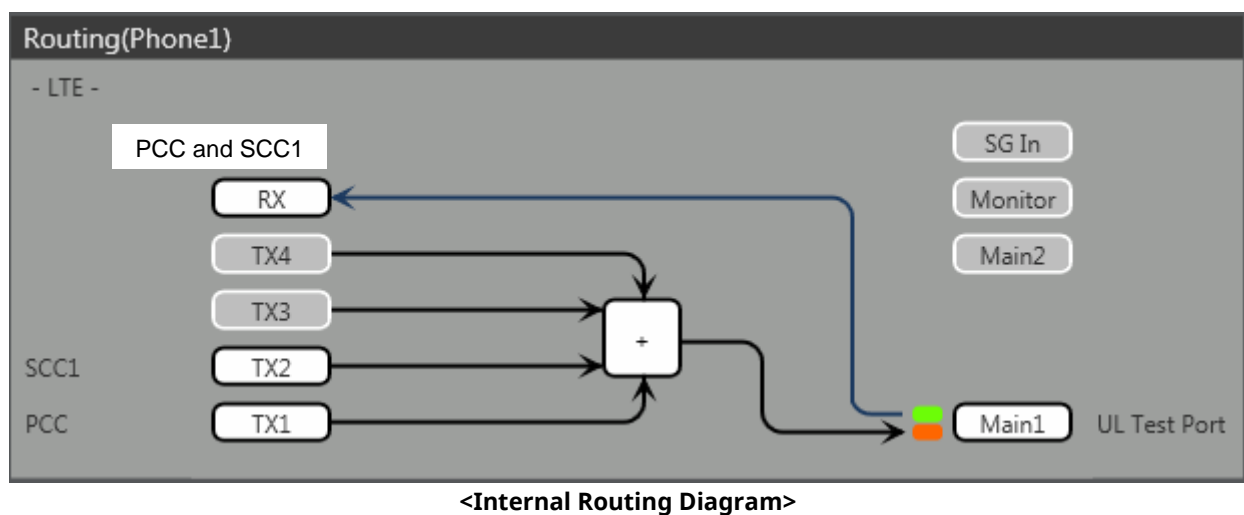 Routing(Phone1)
- LTE -
PCC and SCC1
SG In
RX
Monitor
TX4
Main2
TX3
+
SCC1
TX2
PCC
TX1
Main1
UL Test Port
<Internal Routing Diagram>